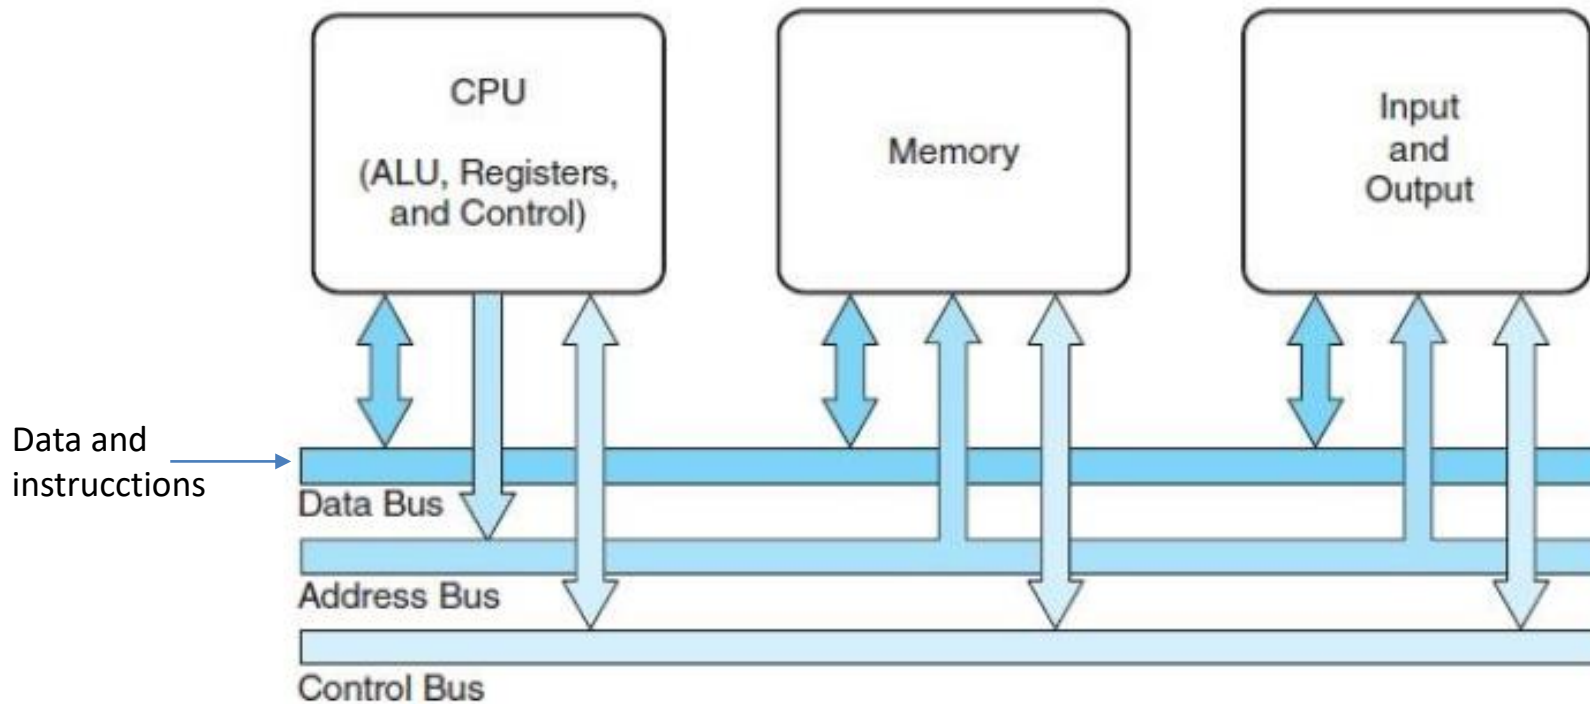 CPU
(ALU, Registers,
and Control)
Memory
Input
and
Output
Data and
instrucctions
Data Bus
Address Bus
Control Bus